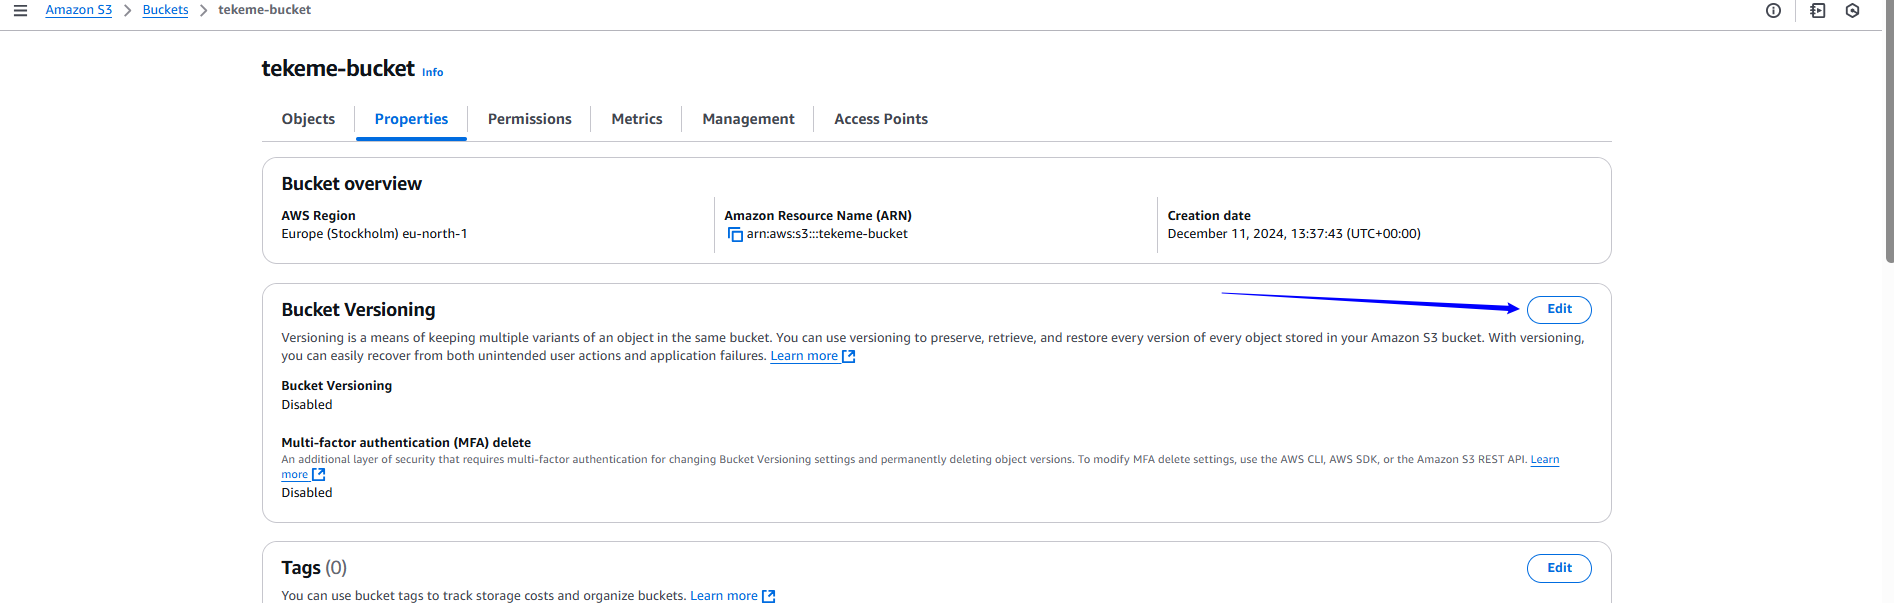 Amazon S3 > Buckets > tekeme-bucket
tekeme-bucket Info
Objects Properties Permissions Metrics Management Access Points
Bucket overview
AWS Region
Europe (Stockholm) eu-north-1
Amazon Resource Name (ARN)
arn:aws:s3:::tekeme-bucket
Creation date
December 11, 2024, 13:37:43 (UTC+00:00)
Bucket Versioning
Edit
Versioning is a means of keeping multiple variants of an object in the same bucket. You can use versioning to preserve, retrieve, and restore every version of every object stored in your Amazon S3 bucket. With versioning,
you can easily recover from both unintended user actions and application failures. Learn more
Bucket Versioning
Disabled
Multi-factor authentication (MFA) delete
An additional layer of security that requires multi-factor authentication for changing Bucket Versioning settings and permanently deleting object versions. To modify MFA delete settings, use the AWS CLI, AWS SDK, or the Amazon S3 REST API. Learn
more
Disabled
Tags (0)
Edit
You can use bucket tags to track storage costs and organize buckets. Learn more